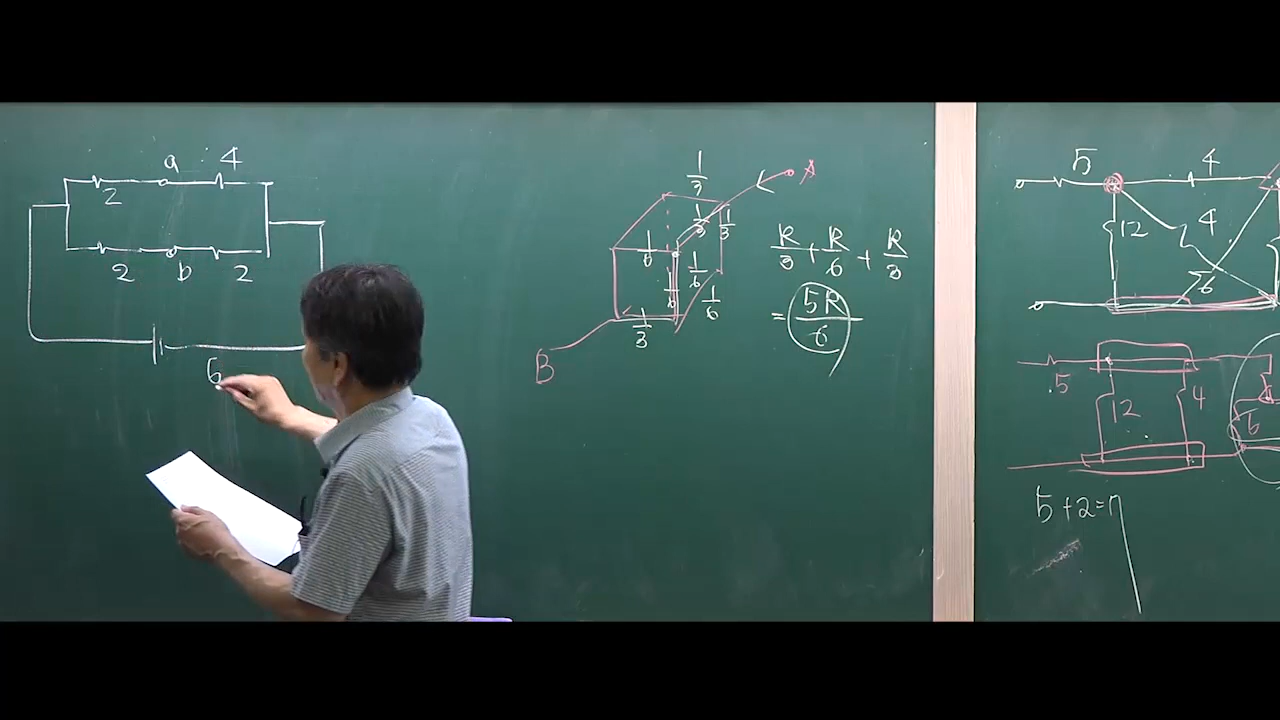 a 4
2
2 b 2
6
A
1/3
1/3 1/3
1/6 1/6
1/6 1/6
1/3
B
R/3 + R/6 + R/3
= 5R/6
5 4
12 4
6
5 12 4 6
5+2=7